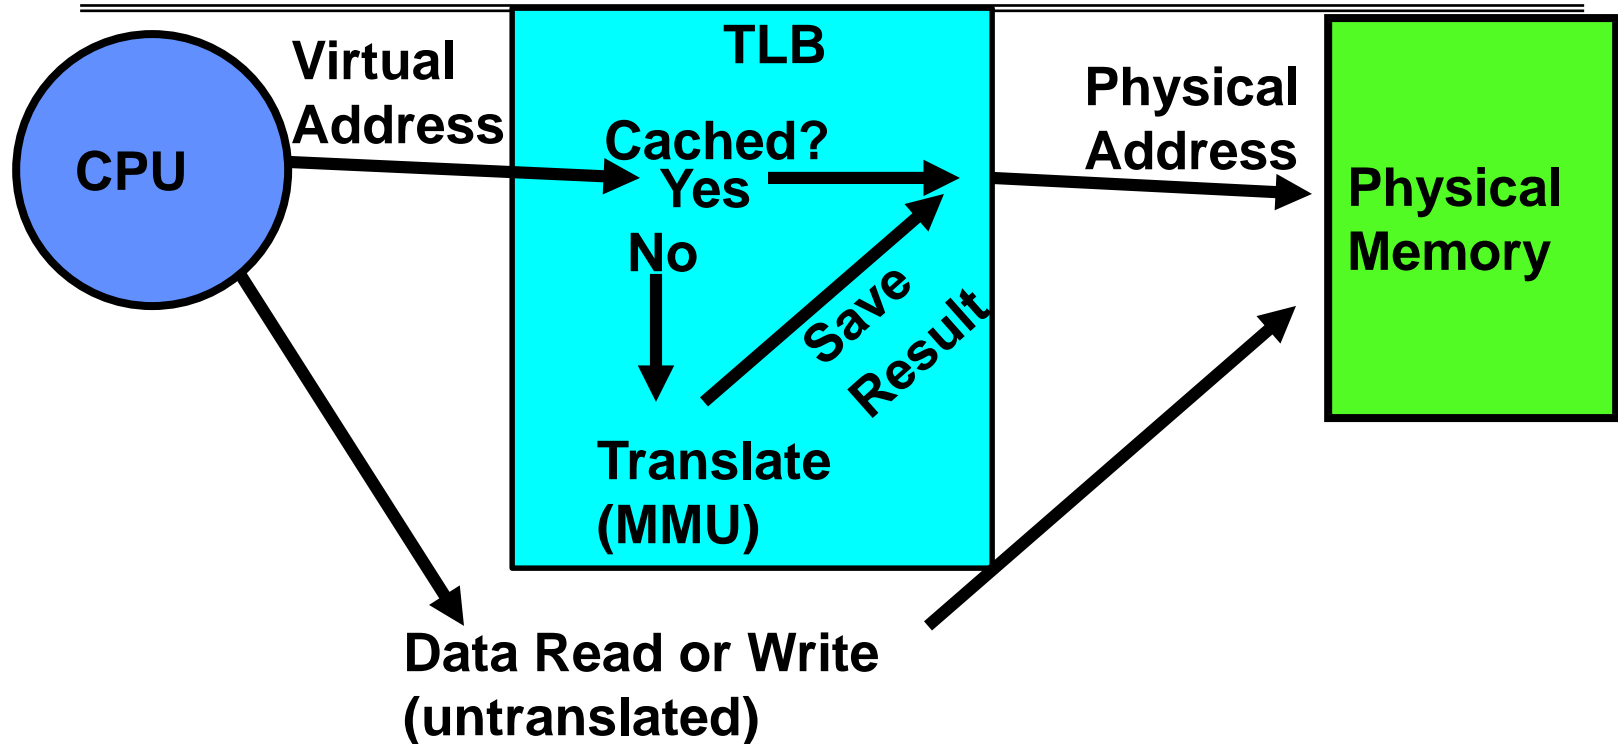 TLB
Virtual
Address
CPU
Cached?
Yes
No
Save
Result
Translate
(MMU)
Physical
Address
Physical
Memory
Data Read or Write
(untranslated)